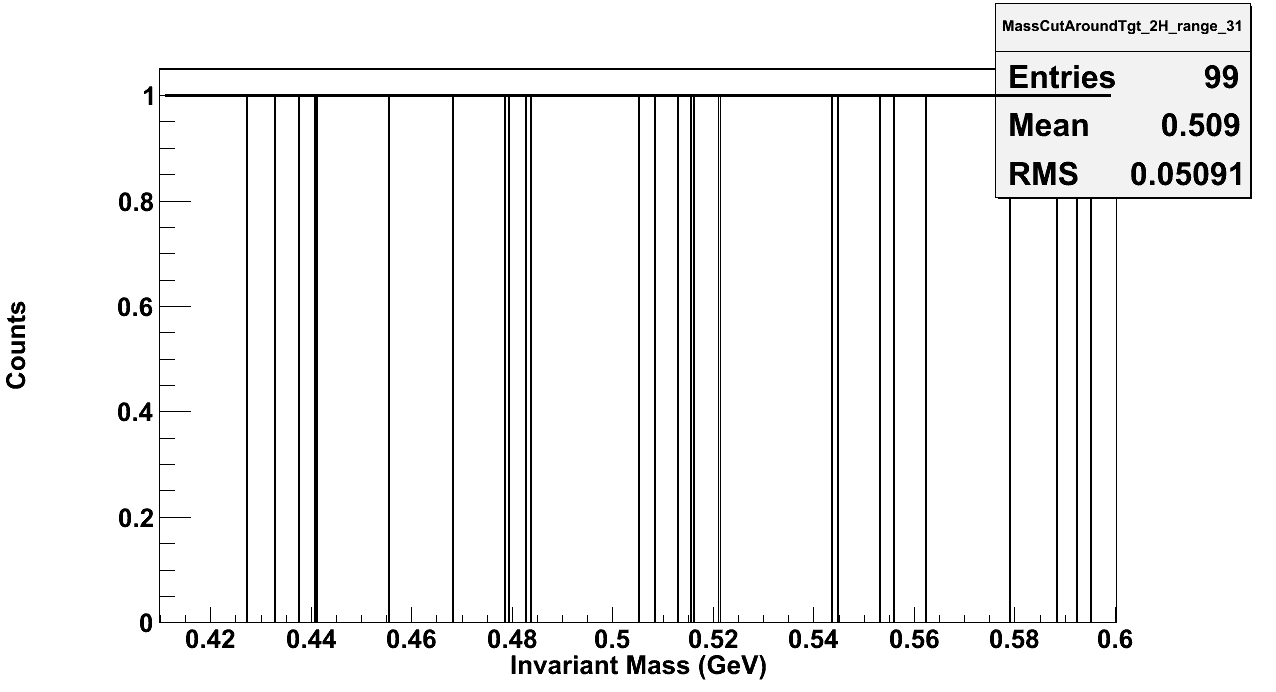 MassCutAroundTgt_2H_range_31
Entries 99
Mean 0.509
RMS 0.05091
1
0.8
0.6
0.4
0.2
0
Counts
0.42 0.44 0.46 0.48 0.5 0.52 0.54 0.56 0.58 0.6
Invariant Mass (GeV)